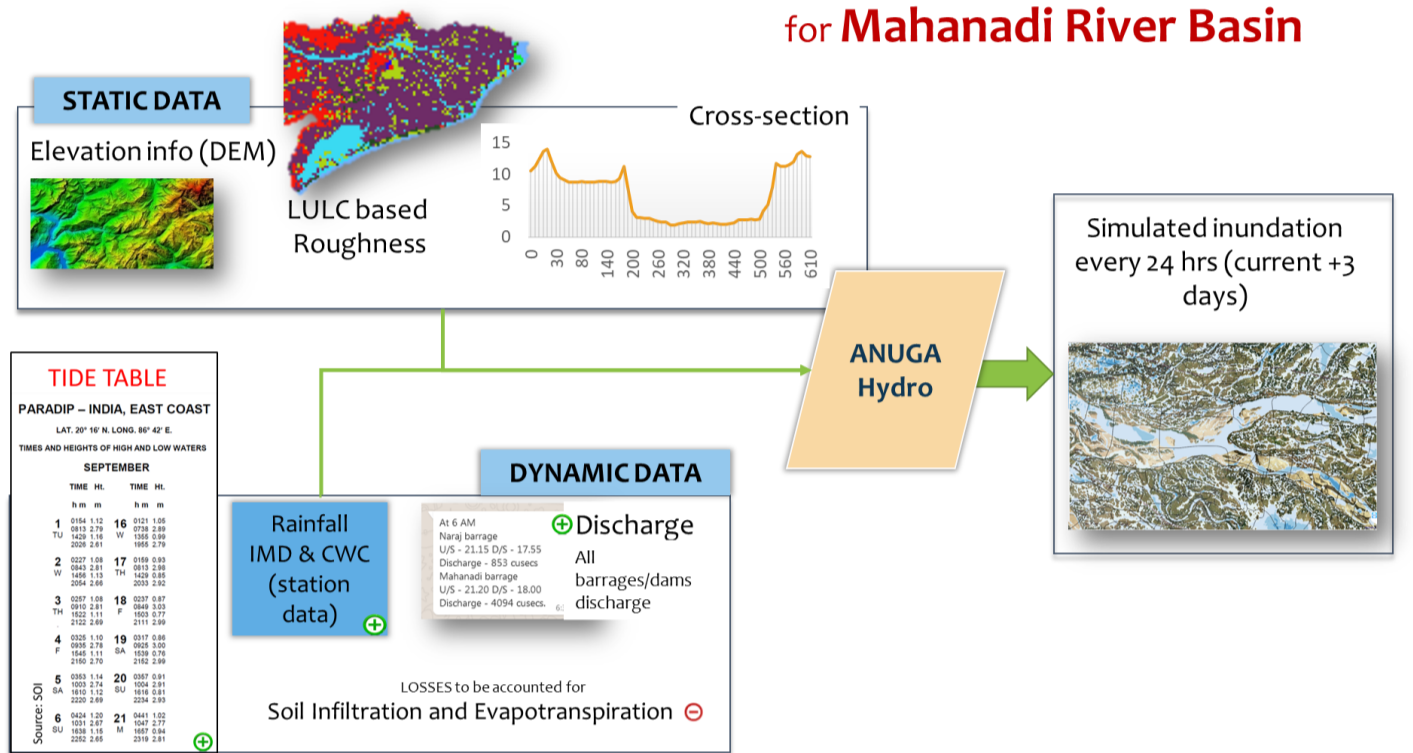 for Mahanadi River Basin
STATIC DATA
Elevation info (DEM)
LULC based
Roughness
Cross-section
15
10
5
0
0 30 80 140 200 260 320 380 440 500 560 610
ANUGA
Hydro
Simulated inundation
every 24 hrs (current +3
days)
TIDE TABLE
PARADIP – INDIA, EAST COAST
LAT. 20° 16' N. LONG. 86° 42' E.
TIMES AND HEIGHTS OF HIGH AND LOW WATERS
SEPTEMBER
TIME Ht. TIME Ht.
h m m h m m
1 0154 1.12 16 0121 1.05
TU 0813 2.79 W 0738 2.89
1429 1.16 1355 0.99
2026 2.61 1955 2.79
2 0227 1.08 17 0159 0.93
W 0843 2.81 TH 0813 2.98
1456 1.13 1429 0.85
2054 2.66 2033 2.92
3 0257 1.08 18 0237 0.87
TH 0910 2.81 F 0849 3.03
1522 1.11 1503 0.77
2122 2.69 2111 2.99
4 0325 1.10 19 0317 0.86
F 0935 2.78 SA 0925 3.00
1545 1.11 1539 0.76
2150 2.70 2152 2.99
5 0353 1.14 20 0357 0.91
SA 1003 2.74 SU 1004 2.91
1610 1.12 1616 0.81
2220 2.69 2234 2.93
6 0424 1.20 21 0441 1.02
SU 1031 2.67 M 1047 2.77
1638 1.15 1657 0.94
2252 2.65 2319 2.81
Source: SOI
DYNAMIC DATA
Rainfall
IMD & CWC
(station
data)
At 6 AM
Naraj barrage
U/S - 21.15 D/S - 17.55
Discharge - 853 cusecs
Mahanadi barrage
U/S - 21.20 D/S - 18.00
Discharge - 4094 cusecs.
Discharge
All
barrages/dams
discharge
LOSSES to be accounted for
Soil Infiltration and Evapotranspiration